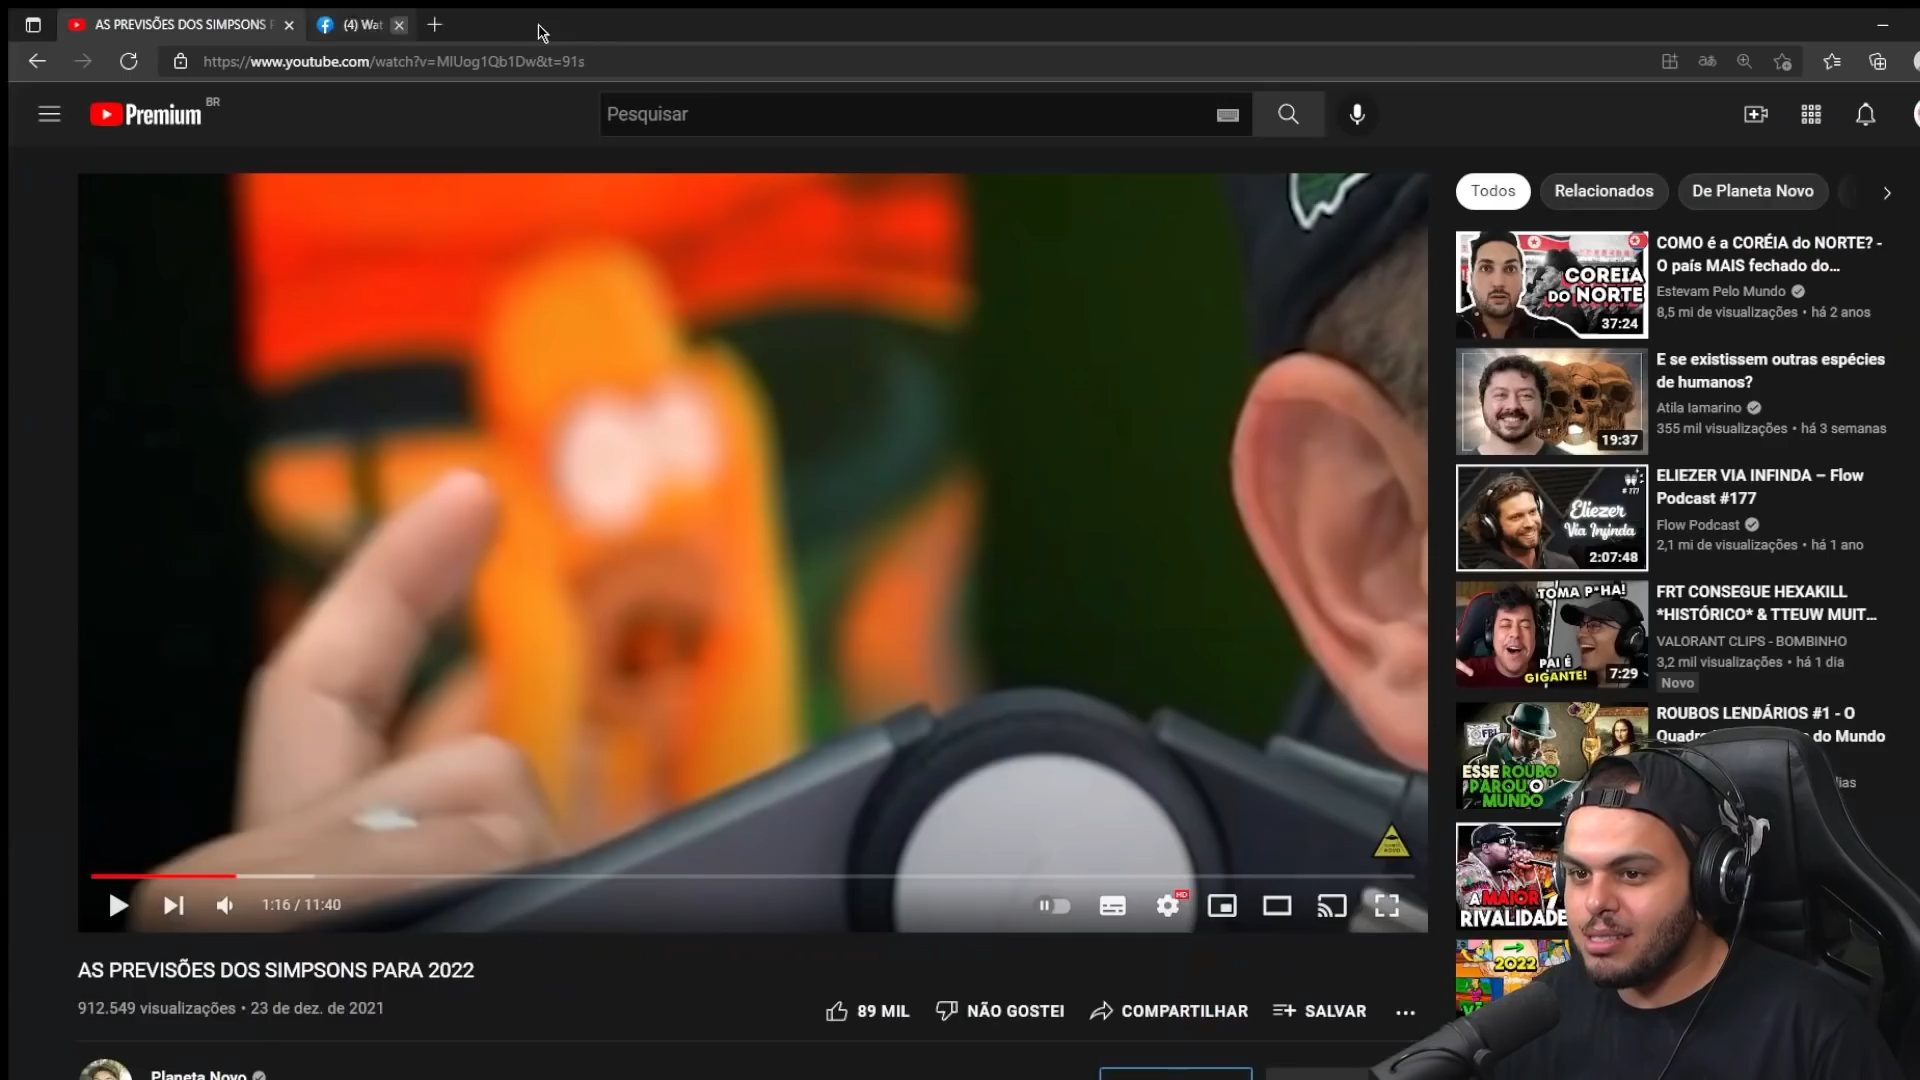 AS PREVISÕES DOS SIMPSONS P
(4) Wat
https://www.youtube.com/watch?v=MlUog1Qb1Dw&t=91s
Premium BR
Pesquisar
Todos
Relacionados
De Planeta Novo
COREIA
DO NORTE
37:24
COMO é a CORÉIA do NORTE? -
O país MAIS fechado do...
Estevam Pelo Mundo
8,5 mi de visualizações • há 2 anos
19:37
E se existissem outras espécies
de humanos?
Atila Iamarino
355 mil visualizações • há 3 semanas
# 177
Eliezer
Via Infinda
2:07:48
ELIEZER VIA INFINDA – Flow
Podcast #177
Flow Podcast
2,1 mi de visualizações • há 1 ano
TOMA P*HA!
PAI É
GIGANTE!
7:29
FRT CONSEGUE HEXAKILL
*HISTÓRICO* & TTEUW MUIT...
VALORANT CLIPS - BOMBINHO
3,2 mil visualizações • há 1 dia
Novo
FBI
ESSE ROUBO
PAROU O
MUNDO
ROUBOS LENDÁRIOS #1 - O
do Mundo
A MAIOR
RIVALIDADE
2022
1:16 / 11:40
HD
AS PREVISÕES DOS SIMPSONS PARA 2022
912.549 visualizações • 23 de dez. de 2021
89 MIL
NÃO GOSTEI
COMPARTILHAR
SALVAR
Planeta Novo